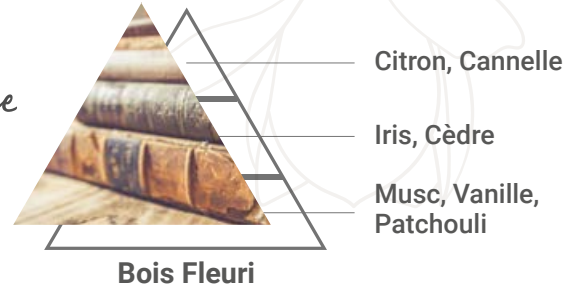 Citron, Cannelle
Iris, Cèdre
Musc, Vanille,
Patchouli
Bois Fleuri